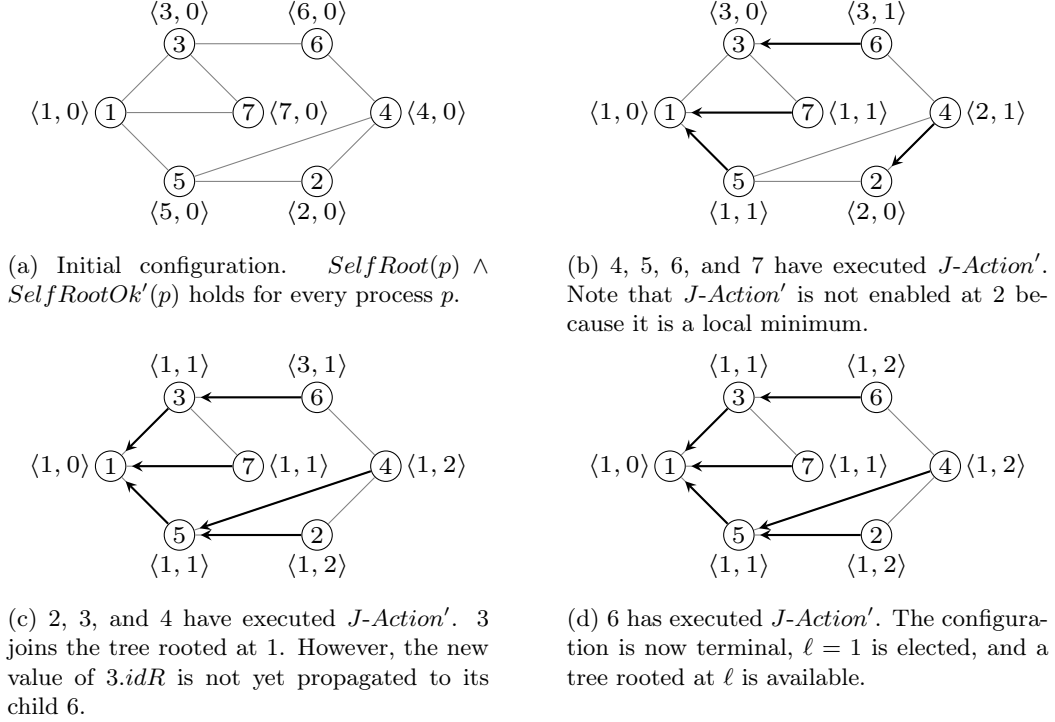 ⟨3, 0⟩ ⟨6, 0⟩
3 6
⟨1, 0⟩ 1 7 ⟨7, 0⟩ 4 ⟨4, 0⟩
5 2
⟨5, 0⟩ ⟨2, 0⟩
(a) Initial configuration. SelfRoot(p) ∧
SelfRootOk′(p) holds for every process p.
⟨3, 0⟩ ⟨3, 1⟩
3 6
⟨1, 0⟩ 1 7 ⟨1, 1⟩ 4 ⟨2, 1⟩
5 2
⟨1, 1⟩ ⟨2, 0⟩
(b) 4, 5, 6, and 7 have executed J-Action′.
Note that J-Action′ is not enabled at 2 be-
cause it is a local minimum.
⟨1, 1⟩ ⟨3, 1⟩
3 6
⟨1, 0⟩ 1 7 ⟨1, 1⟩ 4 ⟨1, 2⟩
5 2
⟨1, 1⟩ ⟨1, 2⟩
(c) 2, 3, and 4 have executed J-Action′. 3
joins the tree rooted at 1. However, the new
value of 3.idR is not yet propagated to its
child 6.
⟨1, 1⟩ ⟨1, 2⟩
3 6
⟨1, 0⟩ 1 7 ⟨1, 1⟩ 4 ⟨1, 2⟩
5 2
⟨1, 1⟩ ⟨1, 2⟩
(d) 6 has executed J-Action′. The configura-
tion is now terminal, ℓ = 1 is elected, and a
tree rooted at ℓ is available.